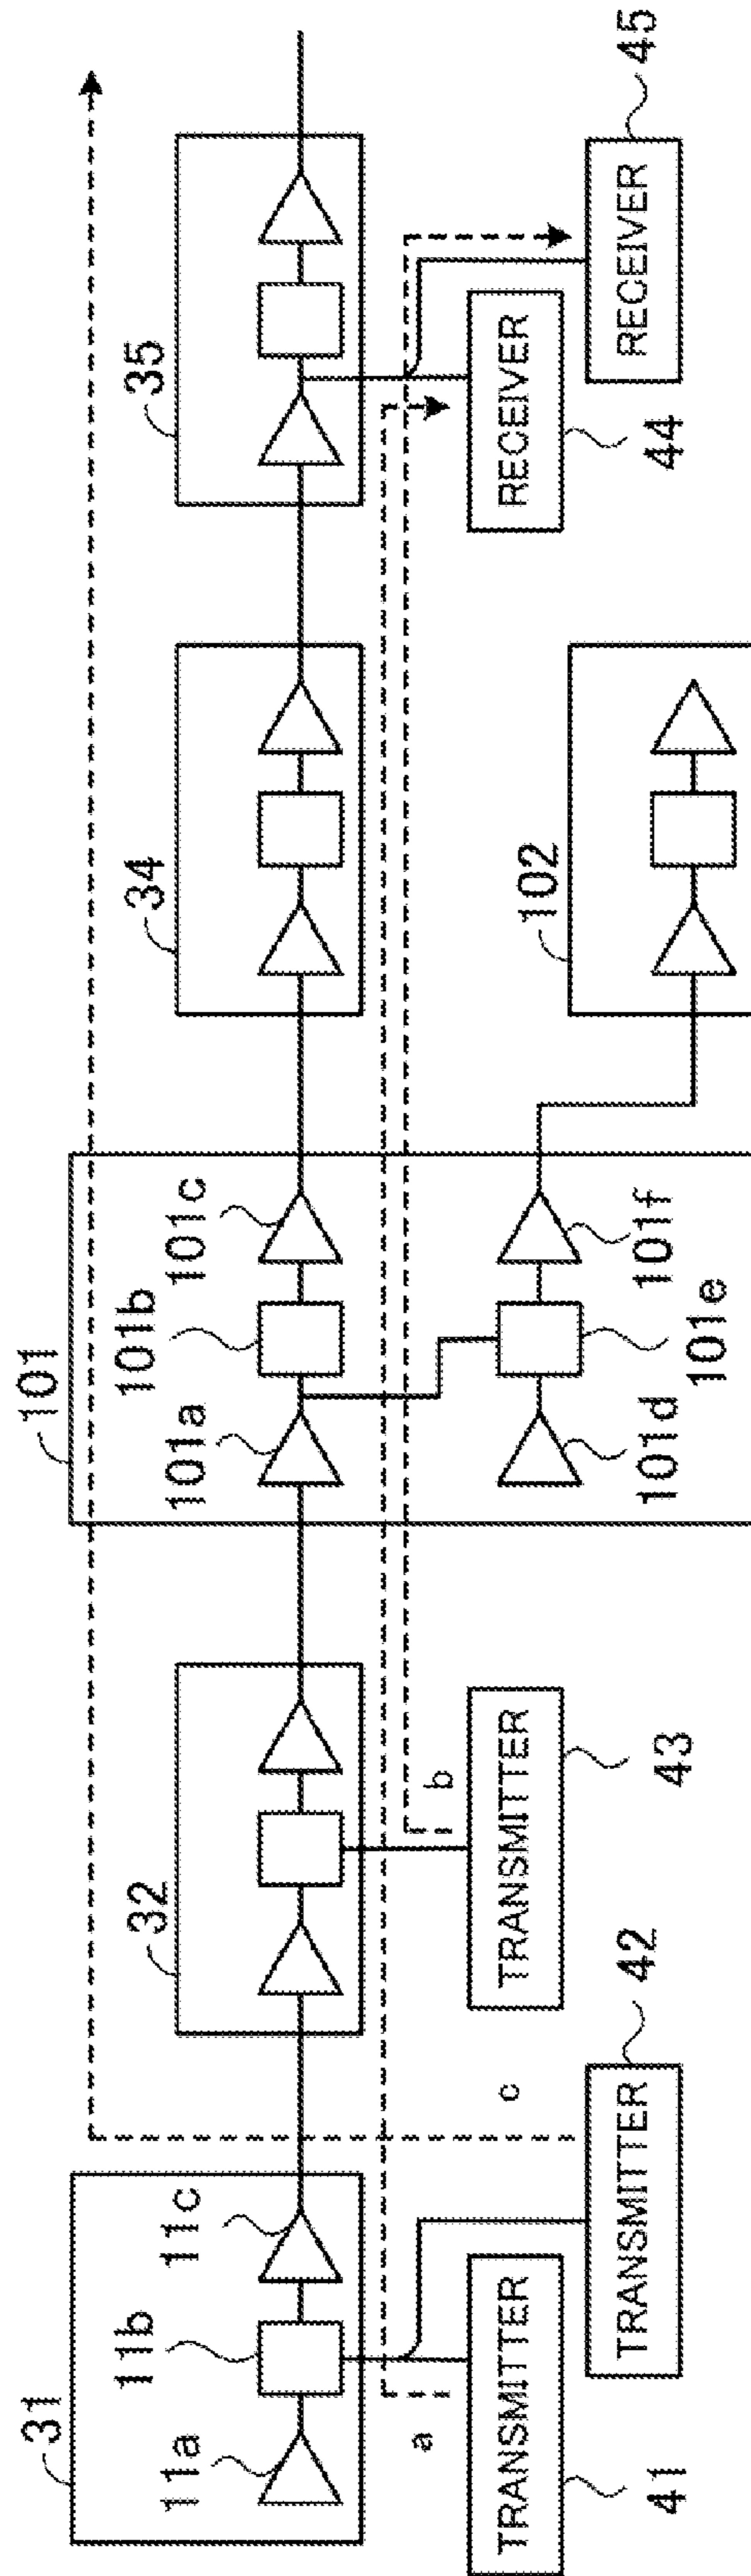 31
11a
11b
11c
32
101
101a
101b
101c
101d
101e
101f
34
102
35
a
b
c
TRANSMITTER
41
TRANSMITTER
42
TRANSMITTER
43
RECEIVER
44
RECEIVER
45